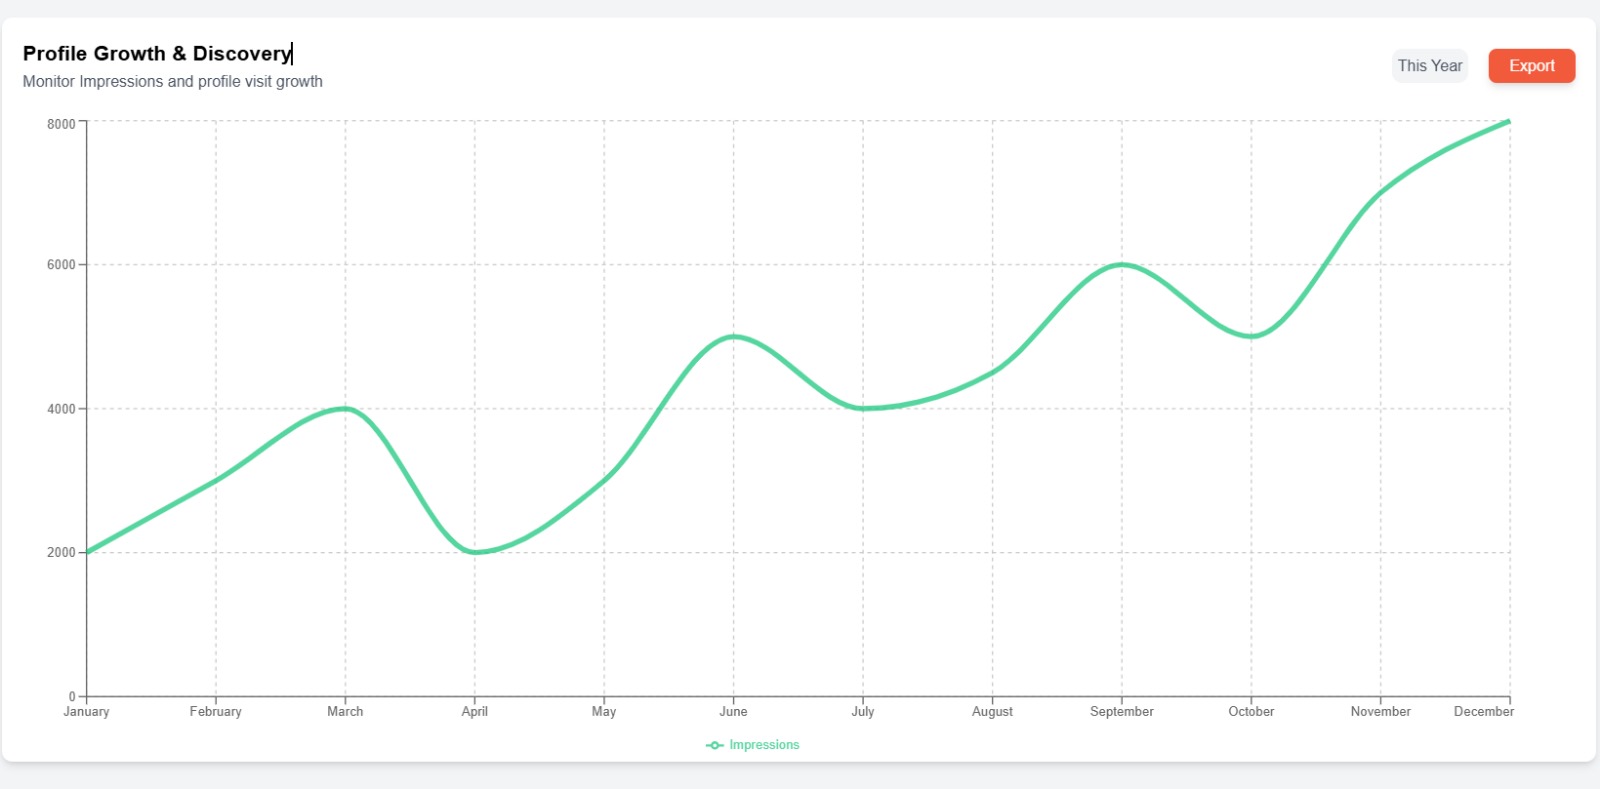 Profile Growth & Discovery
Monitor Impressions and profile visit growth
This Year
Export
8000
6000
4000
2000
0
January February March April May June July August September October November December
Impressions